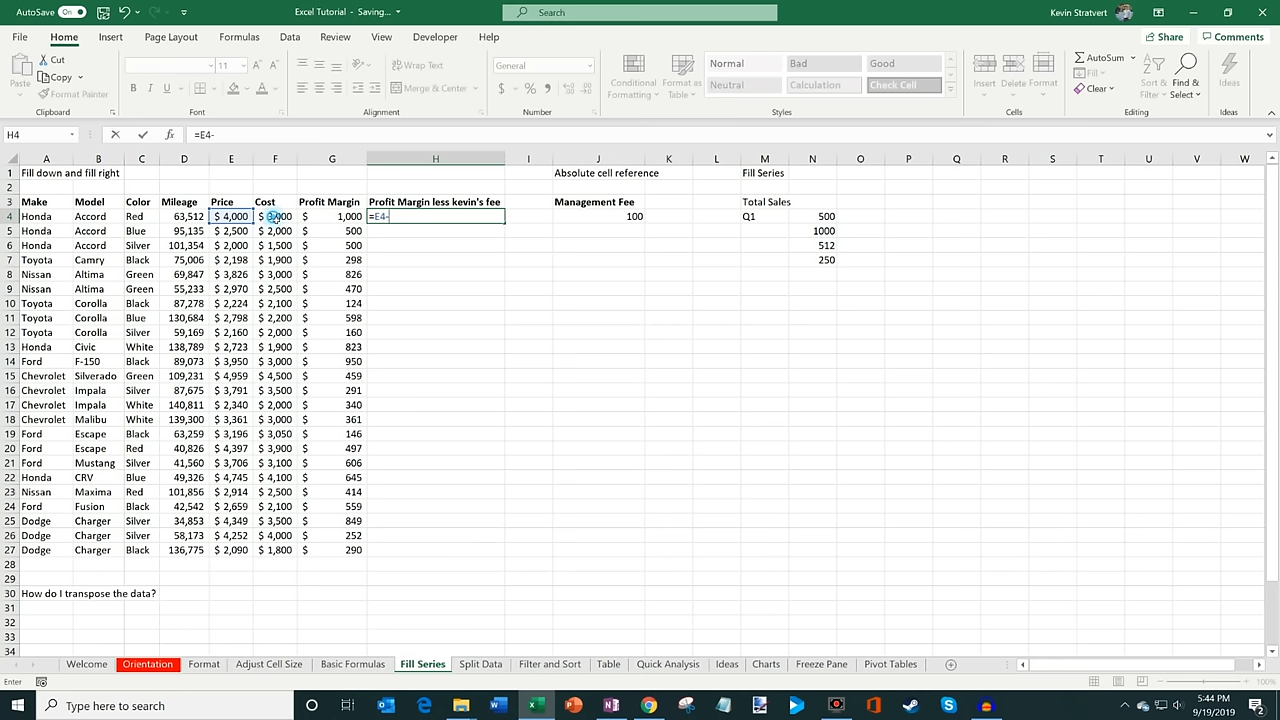 AutoSave On Excel Tutorial - Saving... Search Kevin Stratvert
File Home Insert Page Layout Formulas Data Review View Developer Help Share Comments
Paste Cut Copy Format Painter Clipboard
11 Font
Wrap Text Merge & Center Alignment
General Number
Conditional Formatting Format as Table
Normal Bad Good
Neutral Calculation Check Cell
Styles
Insert Delete Format Cells
AutoSum Fill Clear Sort & Filter Find & Select Editing
Ideas Ideas
H4 =E4-
A B C D E F G H I J K L M N O P Q R S T U V W
1 Fill down and fill right Absolute cell reference Fill Series
2
3 Make Model Color Mileage Price Cost Profit Margin Profit Margin less kevin's fee Management Fee Total Sales
4 Honda Accord Red 63,512 $ 4,000 $ 3,000 $ 1,000 =E4- 100 Q1 500
5 Honda Accord Blue 95,135 $ 2,500 $ 2,000 $ 500 1000
6 Honda Accord Silver 101,354 $ 2,000 $ 1,500 $ 500 512
7 Toyota Camry Black 75,006 $ 2,198 $ 1,900 $ 298 250
8 Nissan Altima Green 69,847 $ 3,826 $ 3,000 $ 826
9 Nissan Altima Green 55,233 $ 2,970 $ 2,500 $ 470
10 Toyota Corolla Black 87,278 $ 2,224 $ 2,100 $ 124
11 Toyota Corolla Blue 130,684 $ 2,798 $ 2,200 $ 598
12 Toyota Corolla Silver 59,169 $ 2,160 $ 2,000 $ 160
13 Honda Civic White 138,789 $ 2,723 $ 1,900 $ 823
14 Ford F-150 Black 89,073 $ 3,950 $ 3,000 $ 950
15 Chevrolet Silverado Green 109,231 $ 4,959 $ 4,500 $ 459
16 Chevrolet Impala Silver 87,675 $ 3,791 $ 3,500 $ 291
17 Chevrolet Impala White 140,811 $ 2,340 $ 2,000 $ 340
18 Chevrolet Malibu White 139,300 $ 3,361 $ 3,000 $ 361
19 Ford Escape Black 63,259 $ 3,196 $ 3,050 $ 146
20 Ford Escape Red 40,826 $ 4,397 $ 3,900 $ 497
21 Ford Mustang Silver 41,560 $ 3,706 $ 3,100 $ 606
22 Honda CRV Blue 49,326 $ 4,745 $ 4,100 $ 645
23 Nissan Maxima Red 101,856 $ 2,914 $ 2,500 $ 414
24 Ford Fusion Black 42,542 $ 2,659 $ 2,100 $ 559
25 Dodge Charger Silver 34,853 $ 4,349 $ 3,500 $ 849
26 Dodge Charger Silver 58,173 $ 4,252 $ 4,000 $ 252
27 Dodge Charger Black 136,775 $ 2,090 $ 1,800 $ 290
28
29
30 How do I transpose the data?
31
32
33
34
Welcome Orientation Format Adjust Cell Size Basic Formulas Fill Series Split Data Filter and Sort Table Quick Analysis Ideas Charts Freeze Pane Pivot Tables
Enter 100%
Type here to search 5:44 PM
9/19/2019